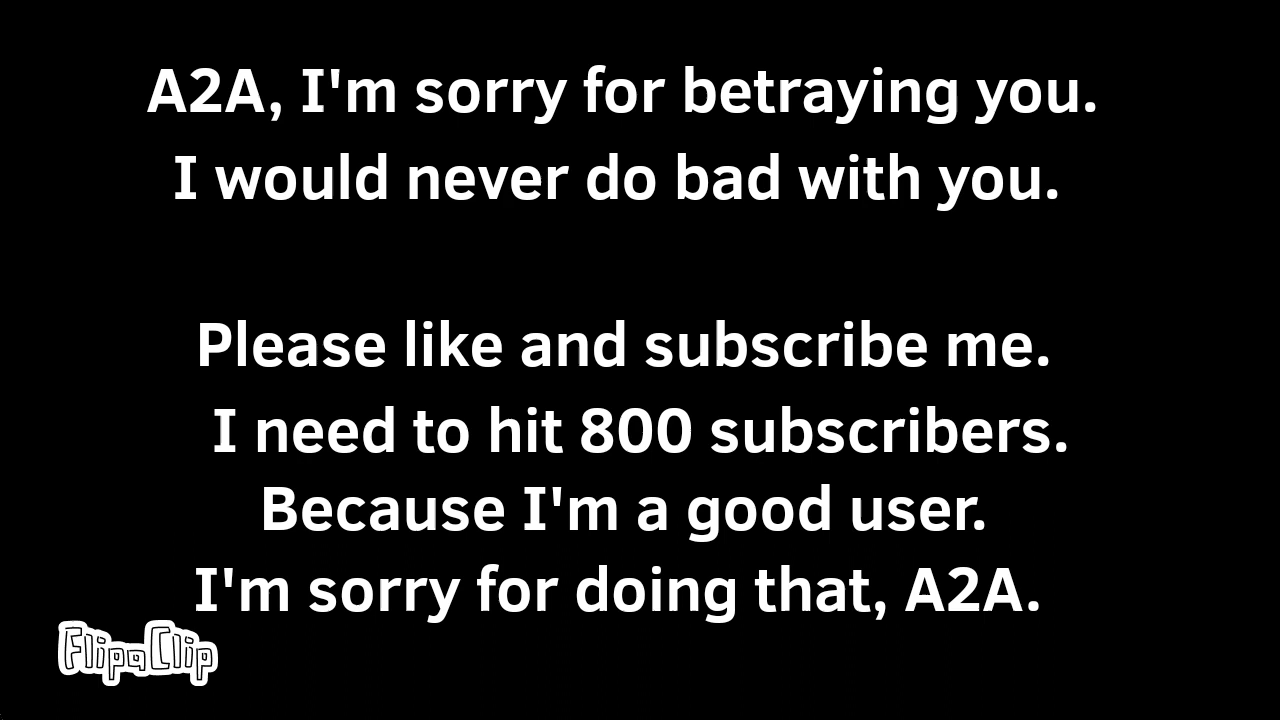 A2A, I'm sorry for betraying you.
I would never do bad with you.
Please like and subscribe me.
I need to hit 800 subscribers.
Because I'm a good user.
I'm sorry for doing that, A2A.
FlipaClip